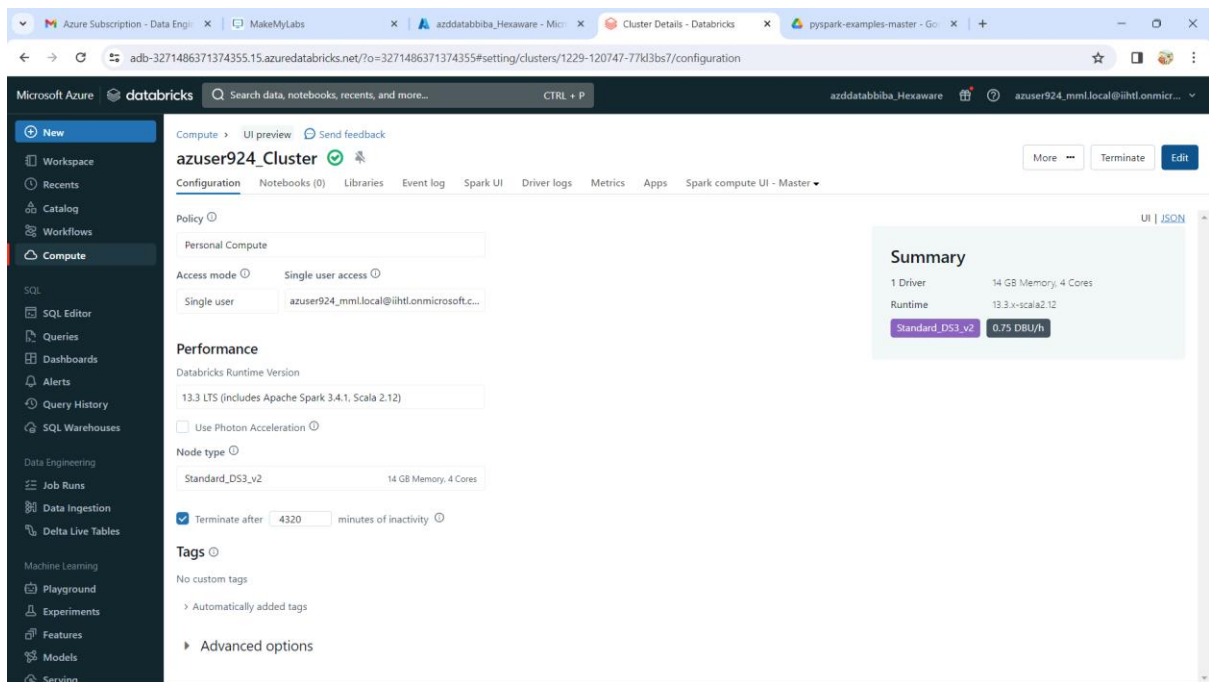 Azure Subscription - Data Engin
MakeMyLabs
azddatabbiba_Hexaware - Micr
Cluster Details - Databricks
pyspark-examples-master - Go
adb-3271486371374355.15.azuredatabricks.net/?o=3271486371374355#setting/clusters/1229-120747-77kl3bs7/configuration
Microsoft Azure databricks Search data, notebooks, recents, and more... CTRL + P azddatabbiba_Hexaware azuser924_mml.local@iihtl.onmicr...
New
Workspace
Recents
Catalog
Workflows
Compute
SQL
SQL Editor
Queries
Dashboards
Alerts
Query History
SQL Warehouses
Data Engineering
Job Runs
Data Ingestion
Delta Live Tables
Machine Learning
Playground
Experiments
Features
Models
Serving
Compute > UI preview Send feedback
azuser924_Cluster
More ... Terminate Edit
Configuration Notebooks (0) Libraries Event log Spark UI Driver logs Metrics Apps Spark compute UI - Master
UI | JSON
Policy
Personal Compute
Access mode Single user access
Single user azuser924_mml.local@iihtl.onmicrosoft.c...
Performance
Databricks Runtime Version
13.3 LTS (includes Apache Spark 3.4.1, Scala 2.12)
Use Photon Acceleration
Node type
Standard_DS3_v2 14 GB Memory, 4 Cores
Terminate after 4320 minutes of inactivity
Tags
No custom tags
> Automatically added tags
Advanced options
Summary
1 Driver 14 GB Memory, 4 Cores
Runtime 13.3.x-scala2.12
Standard_DS3_v2 0.75 DBU/h